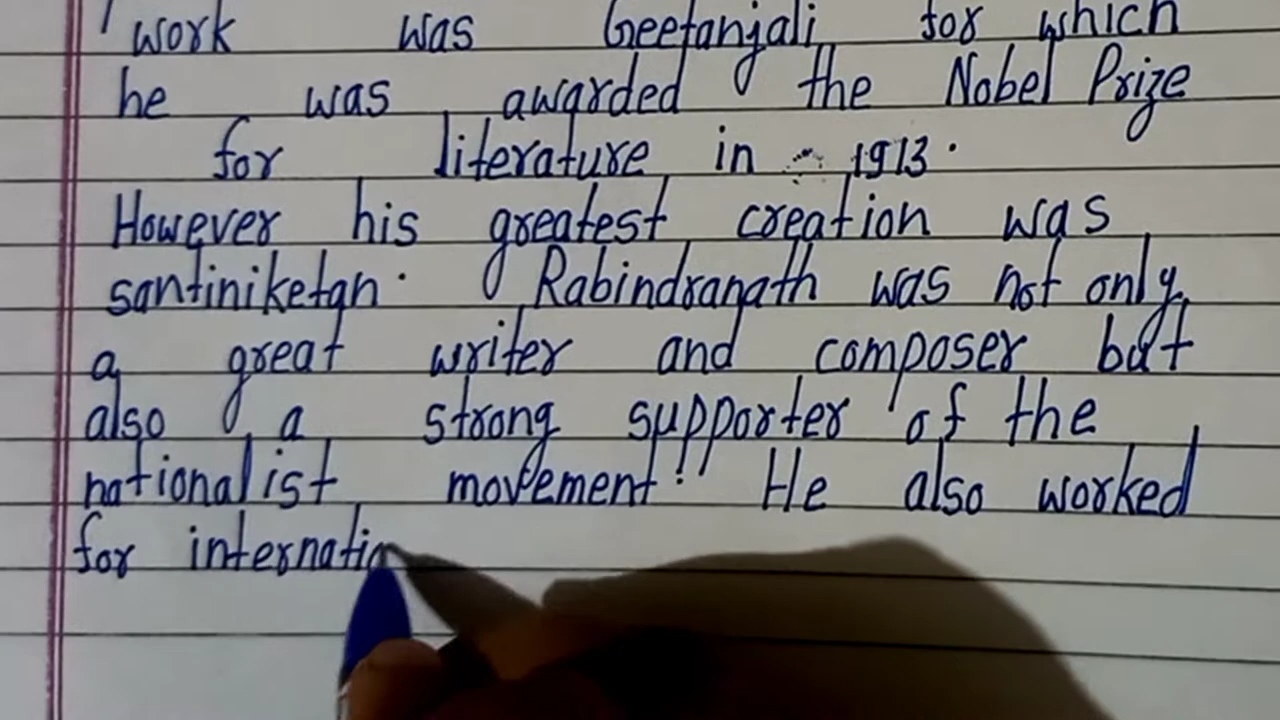 work was Geetanjali for which
he was awarded the Nobel Prize
for literature in 1913.
However his greatest creation was
santiniketan. Rabindranath was not only
a great writer and composer but
also a strong supporter of the
nationalist movement. He also worked
for internatio